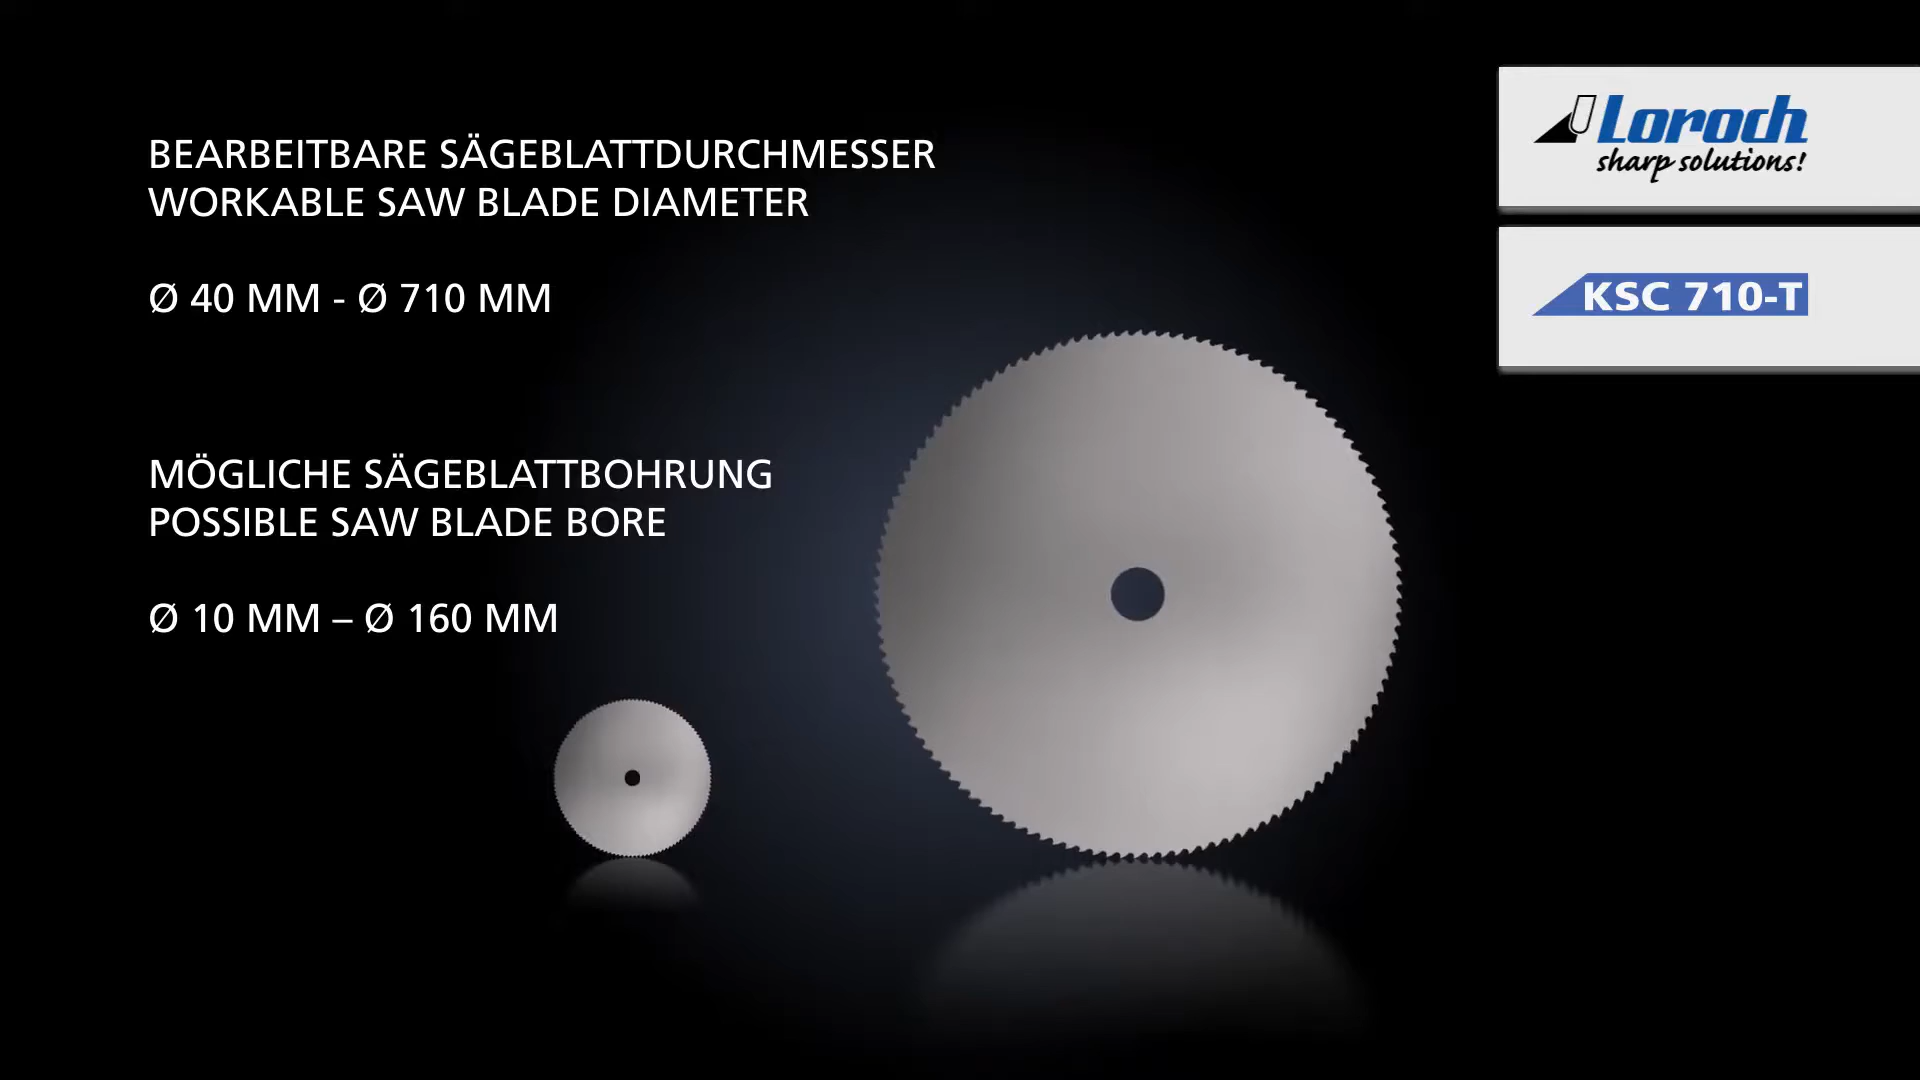 BEARBEITBARE SÄGEBLATTDURCHMESSER
WORKABLE SAW BLADE DIAMETER
Ø 40 MM - Ø 710 MM
MÖGLICHE SÄGEBLATTBOHRUNG
POSSIBLE SAW BLADE BORE
Ø 10 MM – Ø 160 MM
Loroch
sharp solutions!
KSC 710-T